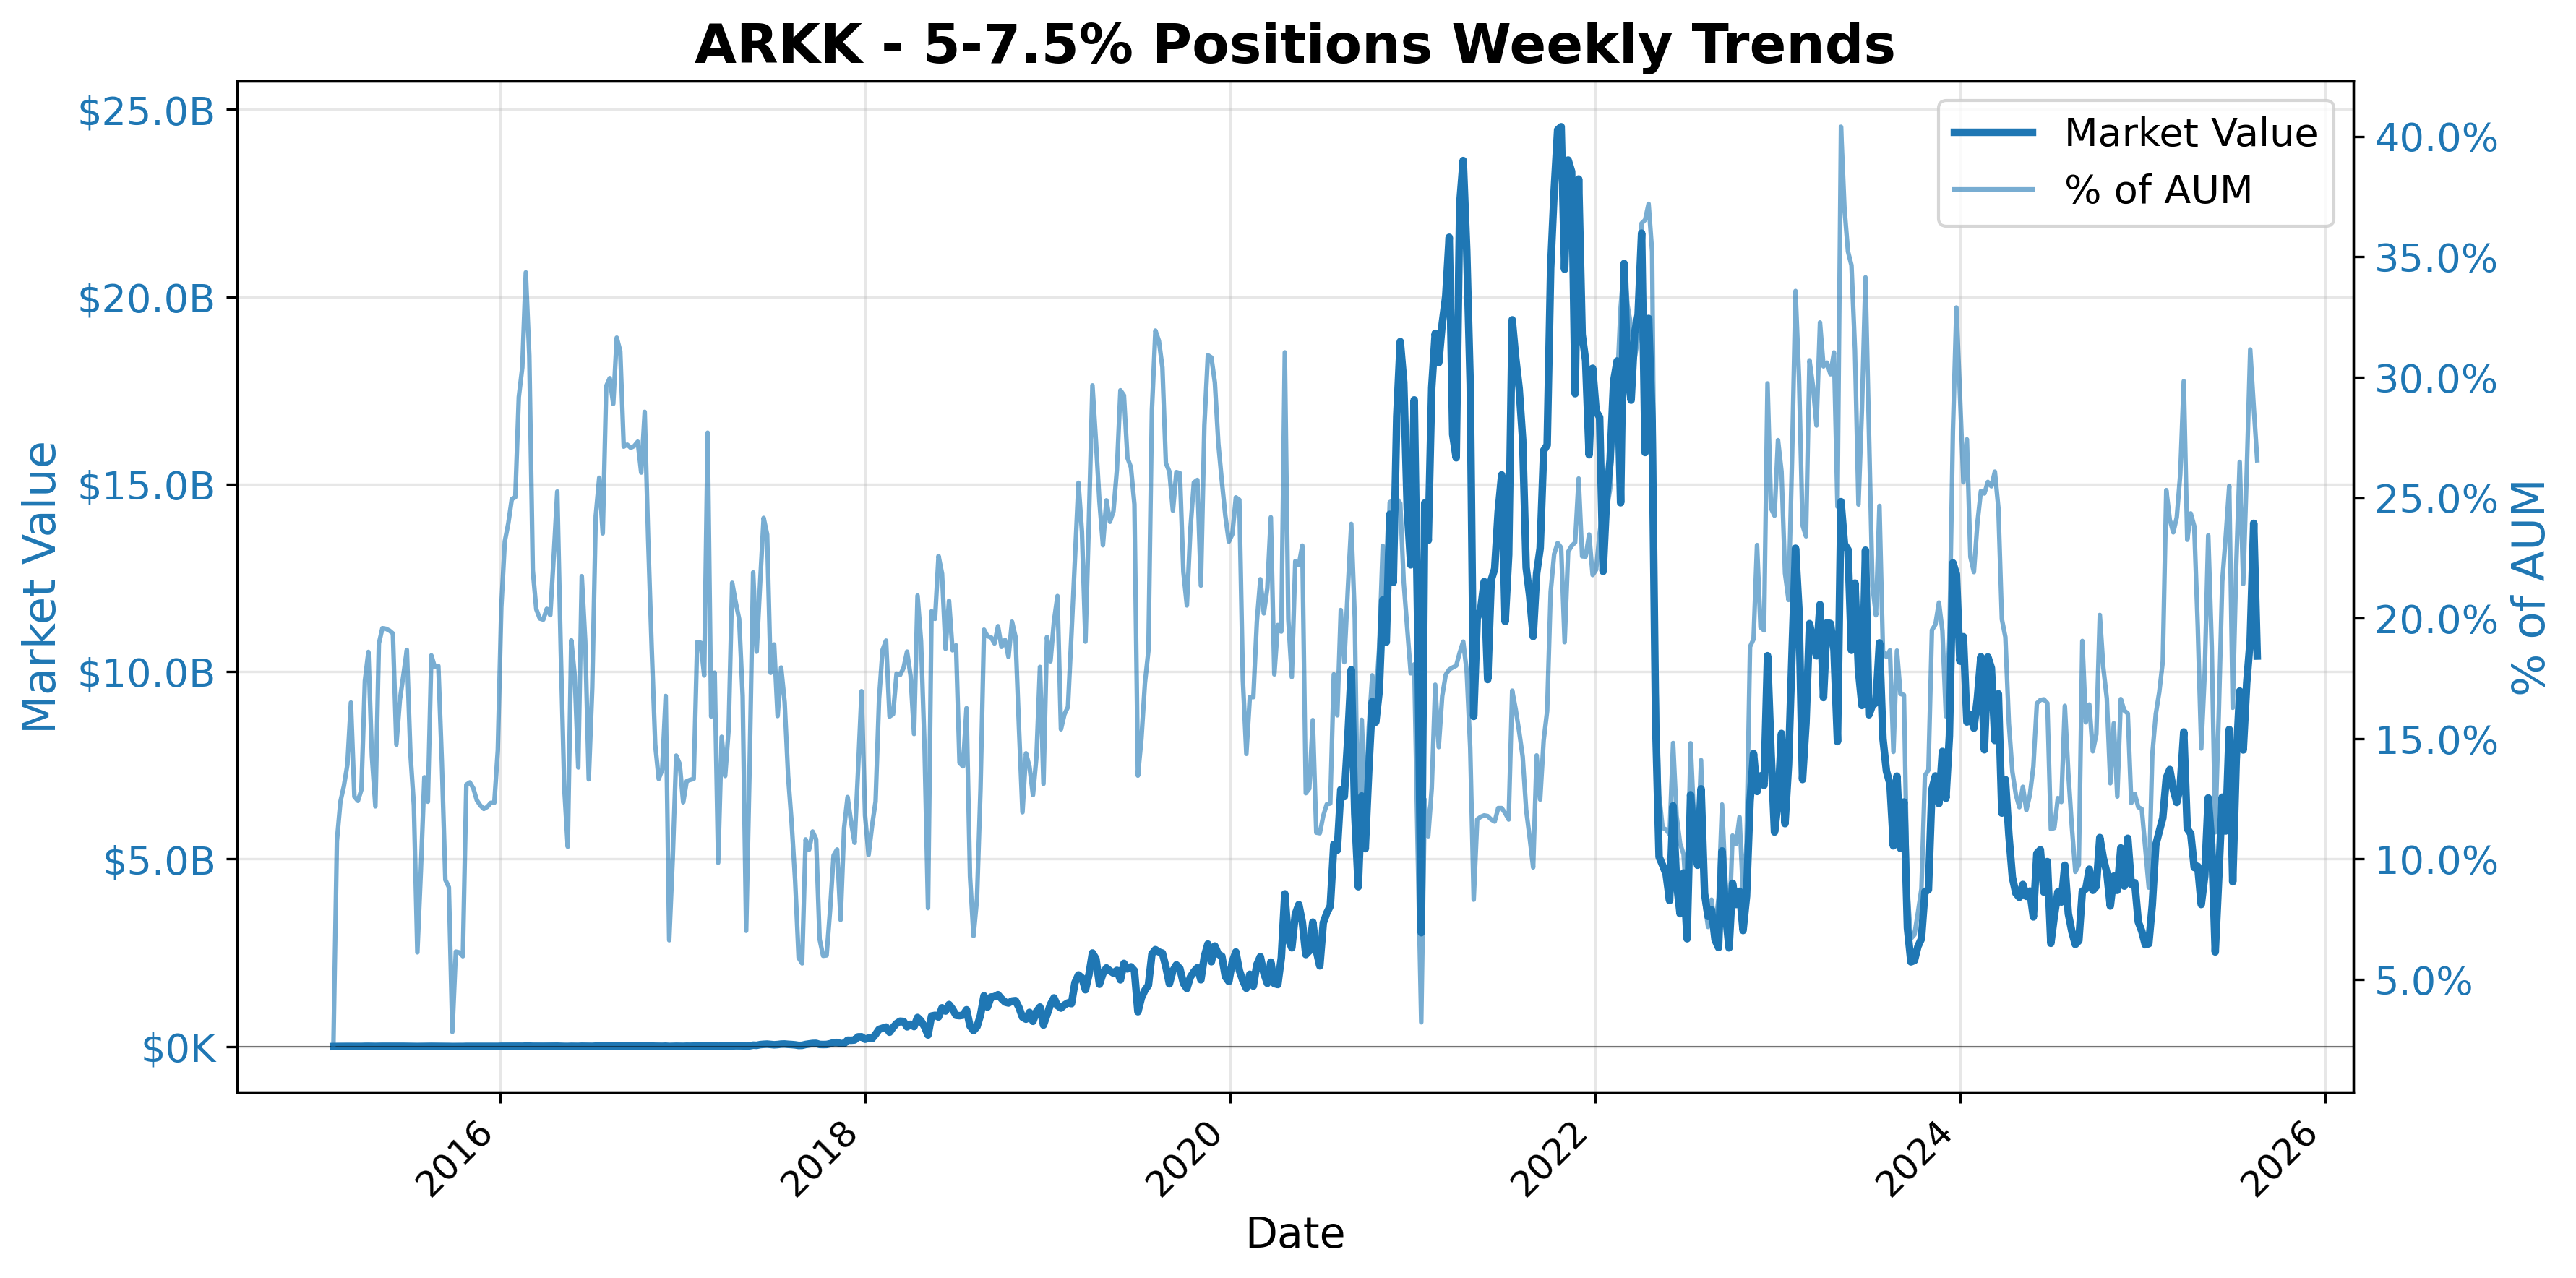 ARKK - 5-7.5% Positions Weekly Trends
Market Value
% of AUM
$25.0B
$20.0B
$15.0B
$10.0B
$5.0B
$0K
Market Value
40.0%
35.0%
30.0%
25.0%
20.0%
15.0%
10.0%
5.0%
% of AUM
2016
2018
2020
2022
2024
2026
Date